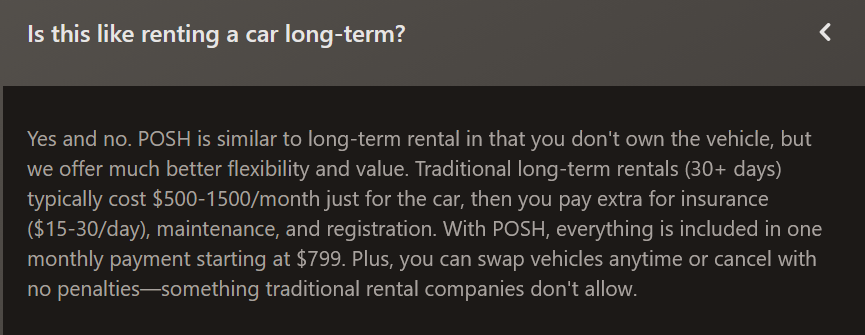 Is this like renting a car long-term?
Yes and no. POSH is similar to long-term rental in that you don't own the vehicle, but
we offer much better flexibility and value. Traditional long-term rentals (30+ days)
typically cost $500-1500/month just for the car, then you pay extra for insurance
($15-30/day), maintenance, and registration. With POSH, everything is included in one
monthly payment starting at $799. Plus, you can swap vehicles anytime or cancel with
no penalties—something traditional rental companies don't allow.